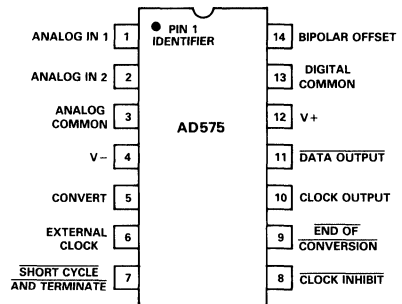 ANALOG IN 1 1
PIN 1
IDENTIFIER
14 BIPOLAR OFFSET
ANALOG IN 2 2
DIGITAL
13 COMMON
ANALOG
COMMON 3
AD575
12 V+
V− 4
11 DATA OUTPUT
CONVERT 5
10 CLOCK OUTPUT
EXTERNAL
CLOCK 6
END OF
9 CONVERSION
SHORT CYCLE
AND TERMINATE 7
8 CLOCK INHIBIT